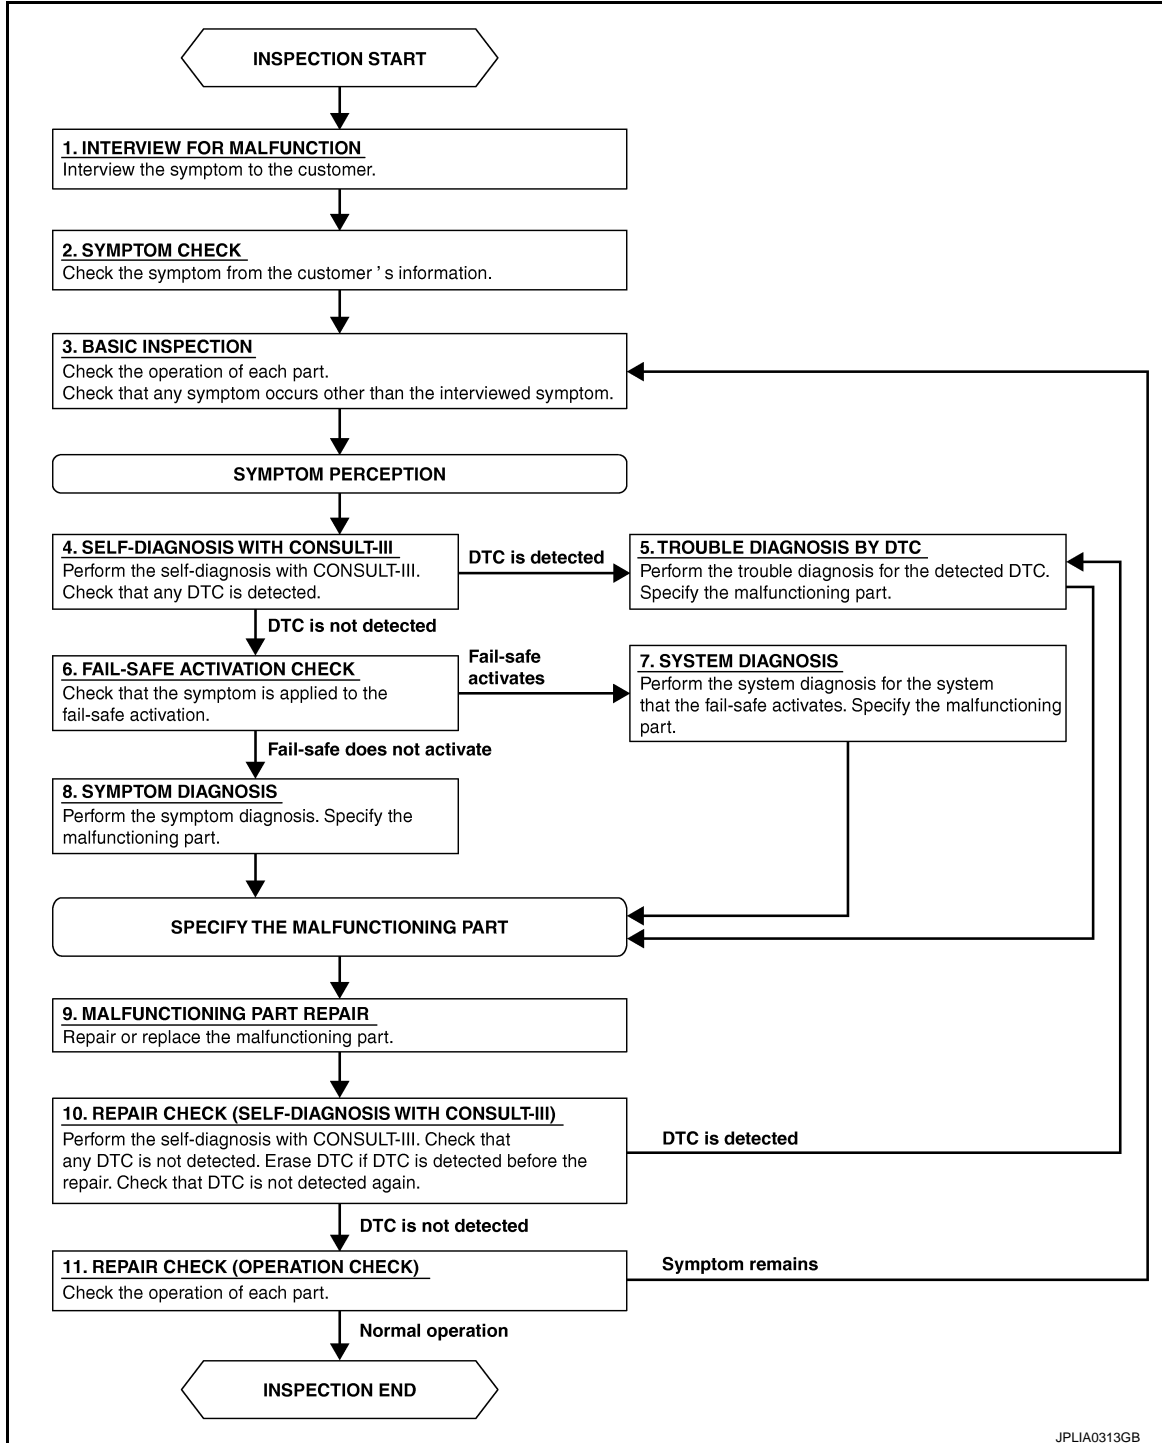 INSPECTION START
1. INTERVIEW FOR MALFUNCTION
Interview the symptom to the customer.
2. SYMPTOM CHECK
Check the symptom from the customer ’ s information.
3. BASIC INSPECTION
Check the operation of each part.
Check that any symptom occurs other than the interviewed symptom.
SYMPTOM PERCEPTION
4. SELF-DIAGNOSIS WITH CONSULT-III
Perform the self-diagnosis with CONSULT-III.
Check that any DTC is detected.
DTC is detected
5. TROUBLE DIAGNOSIS BY DTC
Perform the trouble diagnosis for the detected DTC.
Specify the malfunctioning part.
DTC is not detected
6. FAIL-SAFE ACTIVATION CHECK
Check that the symptom is applied to the
fail-safe activation.
Fail-safe
activates
7. SYSTEM DIAGNOSIS
Perform the system diagnosis for the system
that the fail-safe activates. Specify the malfunctioning
part.
Fail-safe does not activate
8. SYMPTOM DIAGNOSIS
Perform the symptom diagnosis. Specify the
malfunctioning part.
SPECIFY THE MALFUNCTIONING PART
9. MALFUNCTIONING PART REPAIR
Repair or replace the malfunctioning part.
10. REPAIR CHECK (SELF-DIAGNOSIS WITH CONSULT-III)
Perform the self-diagnosis with CONSULT-III. Check that
any DTC is not detected. Erase DTC if DTC is detected before the
repair. Check that DTC is not detected again.
DTC is detected
DTC is not detected
11. REPAIR CHECK (OPERATION CHECK)
Check the operation of each part.
Symptom remains
Normal operation
INSPECTION END
JPLIA0313GB